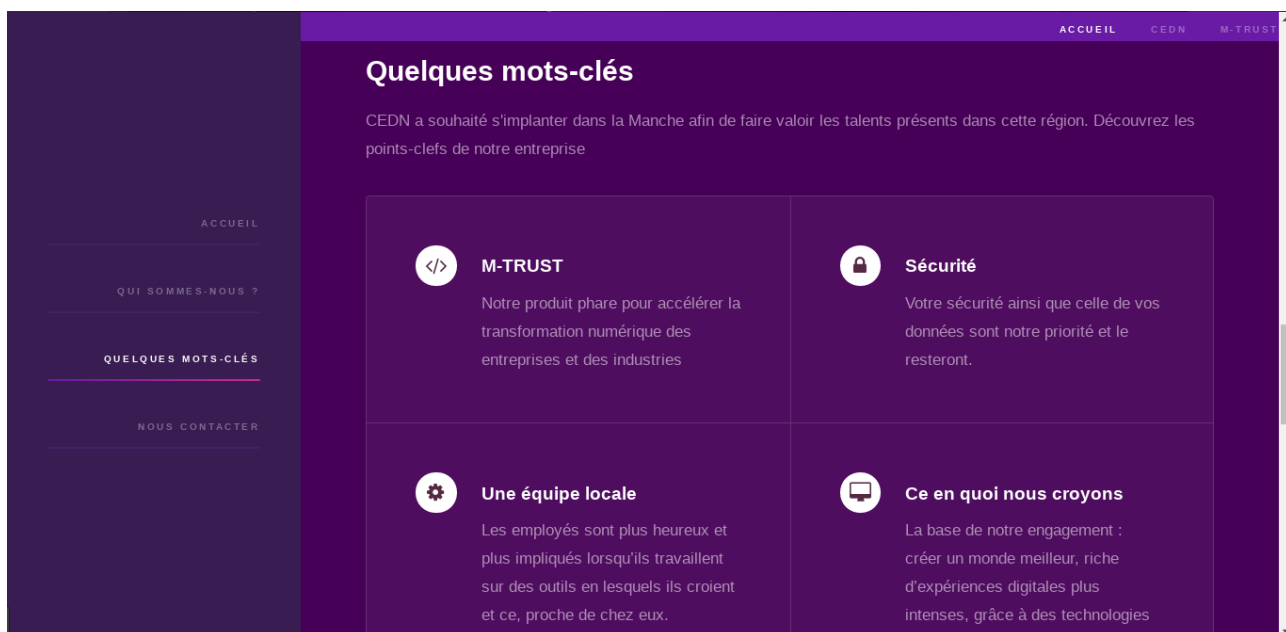 ACCUEIL CEDN M-TRUST
Quelques mots-clés
CEDN a souhaité s'implanter dans la Manche afin de faire valoir les talents présents dans cette région. Découvrez les
points-clefs de notre entreprise
ACCUEIL
QUI SOMMES-NOUS ?
QUELQUES MOTS-CLÉS
NOUS CONTACTER
M-TRUST
Notre produit phare pour accélérer la
transformation numérique des
entreprises et des industries
Sécurité
Votre sécurité ainsi que celle de vos
données sont notre priorité et le
resteront.
Une équipe locale
Les employés sont plus heureux et
plus impliqués lorsqu'ils travaillent
sur des outils en lesquels ils croient
et ce, proche de chez eux.
Ce en quoi nous croyons
La base de notre engagement :
créer un monde meilleur, riche
d'expériences digitales plus
intenses, grâce à des technologies